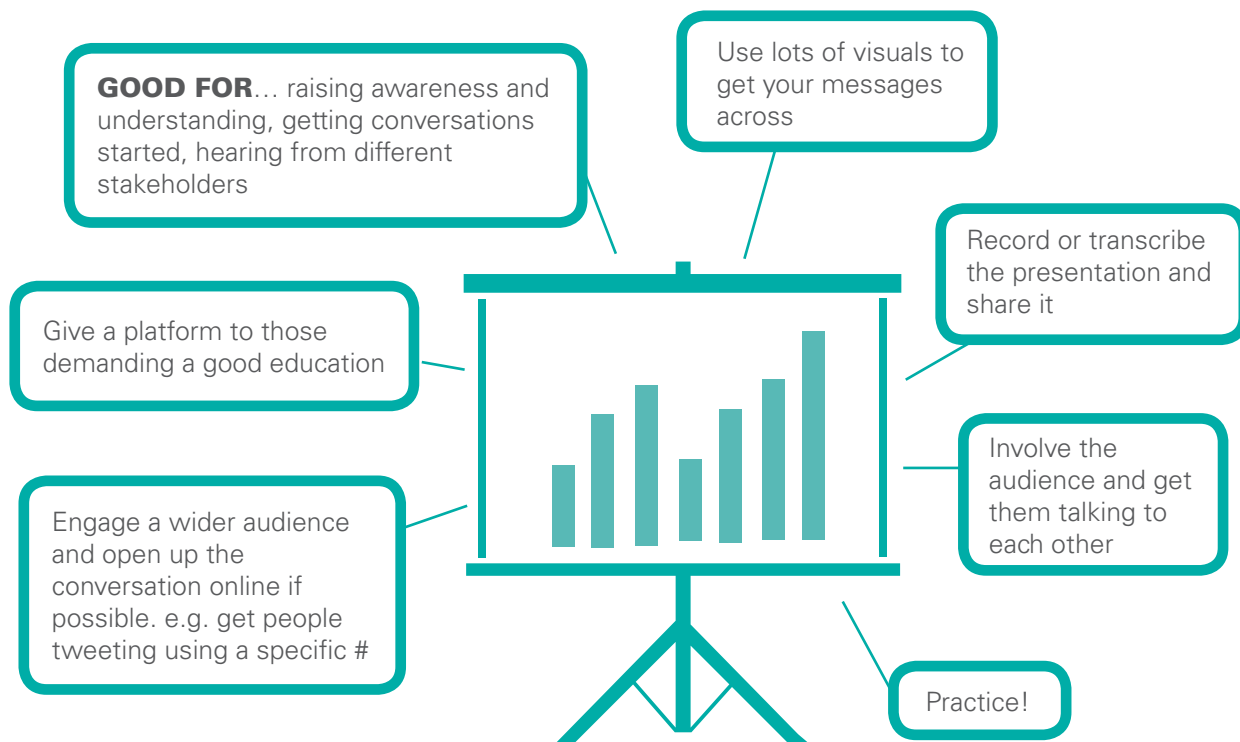 GOOD FOR… raising awareness and
understanding, getting conversations
started, hearing from different
stakeholders
Use lots of visuals to
get your messages
across
Record or transcribe
the presentation and
share it
Give a platform to those
demanding a good education
Involve the
audience and get
them talking to
each other
Engage a wider audience
and open up the
conversation online if
possible. e.g. get people
tweeting using a specific #
Practice!